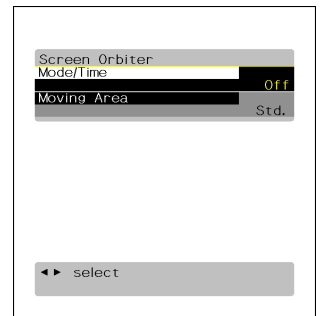 Screen Orbiter
Mode/Time
Off
Moving Area
Std.
◄ ► select